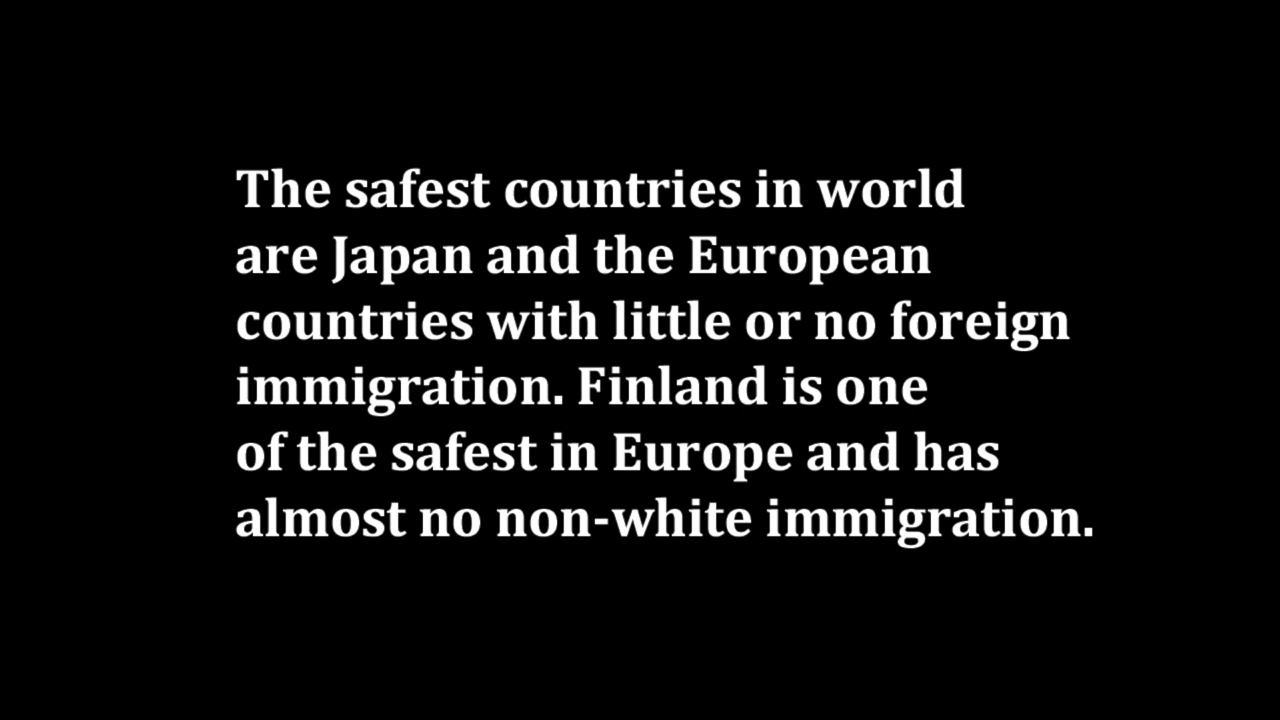 The safest countries in world
are Japan and the European
countries with little or no foreign
immigration. Finland is one
of the safest in Europe and has
almost no non-white immigration.